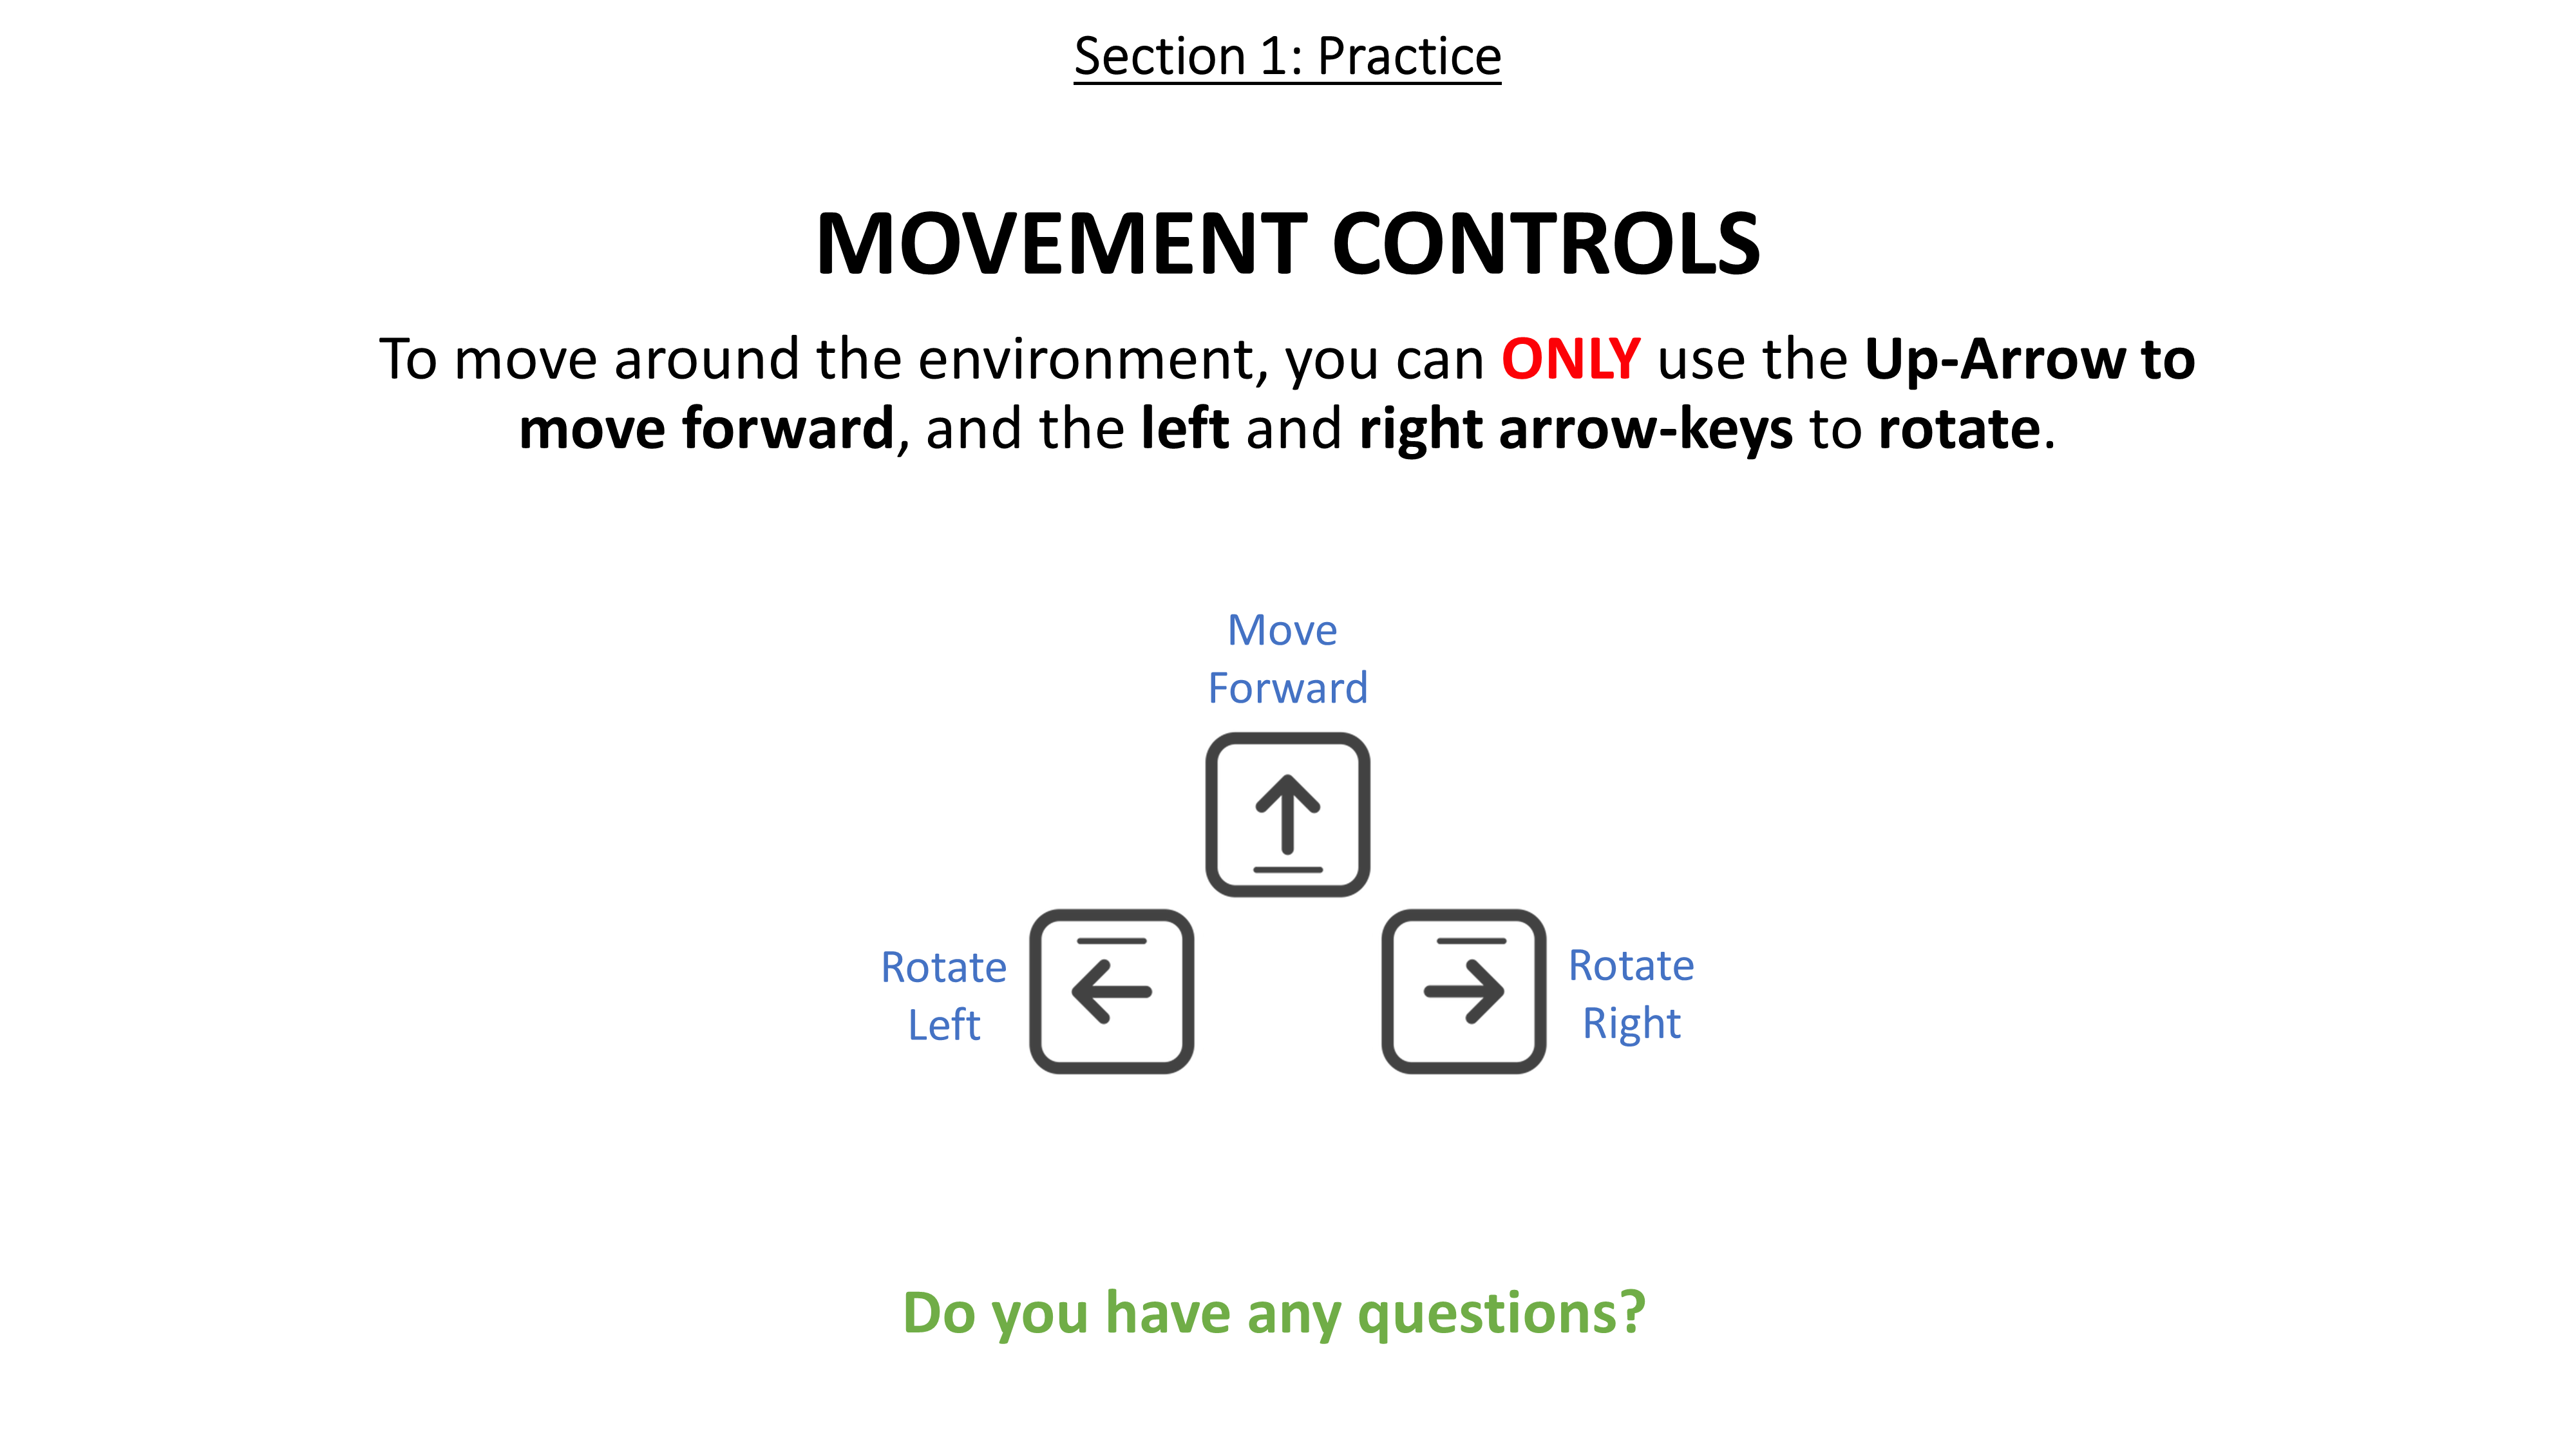 Section 1: Practice
MOVEMENT CONTROLS
To move around the environment, you can ONLY use the Up-Arrow to
move forward, and the left and right arrow-keys to rotate.
Move
Forward
Rotate
Left
Rotate
Right
Do you have any questions?